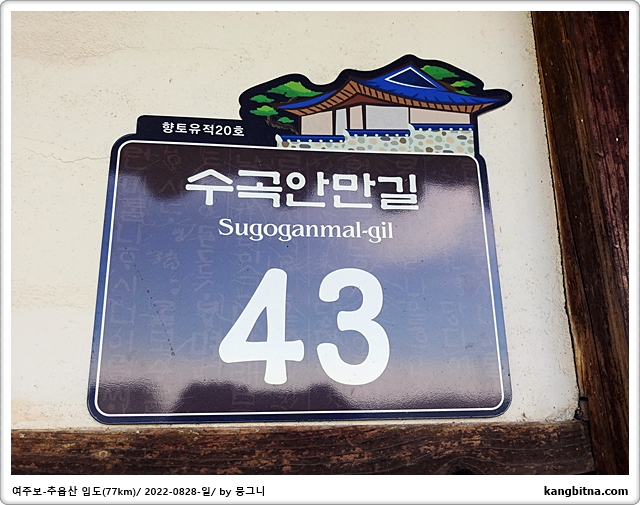 향토유적20호
수곡안만길
Sugoganmal-gil
43
여주보-추읍산 임도(77km)/ 2022-0828-일/ by 뭉그니
kangbitna.com